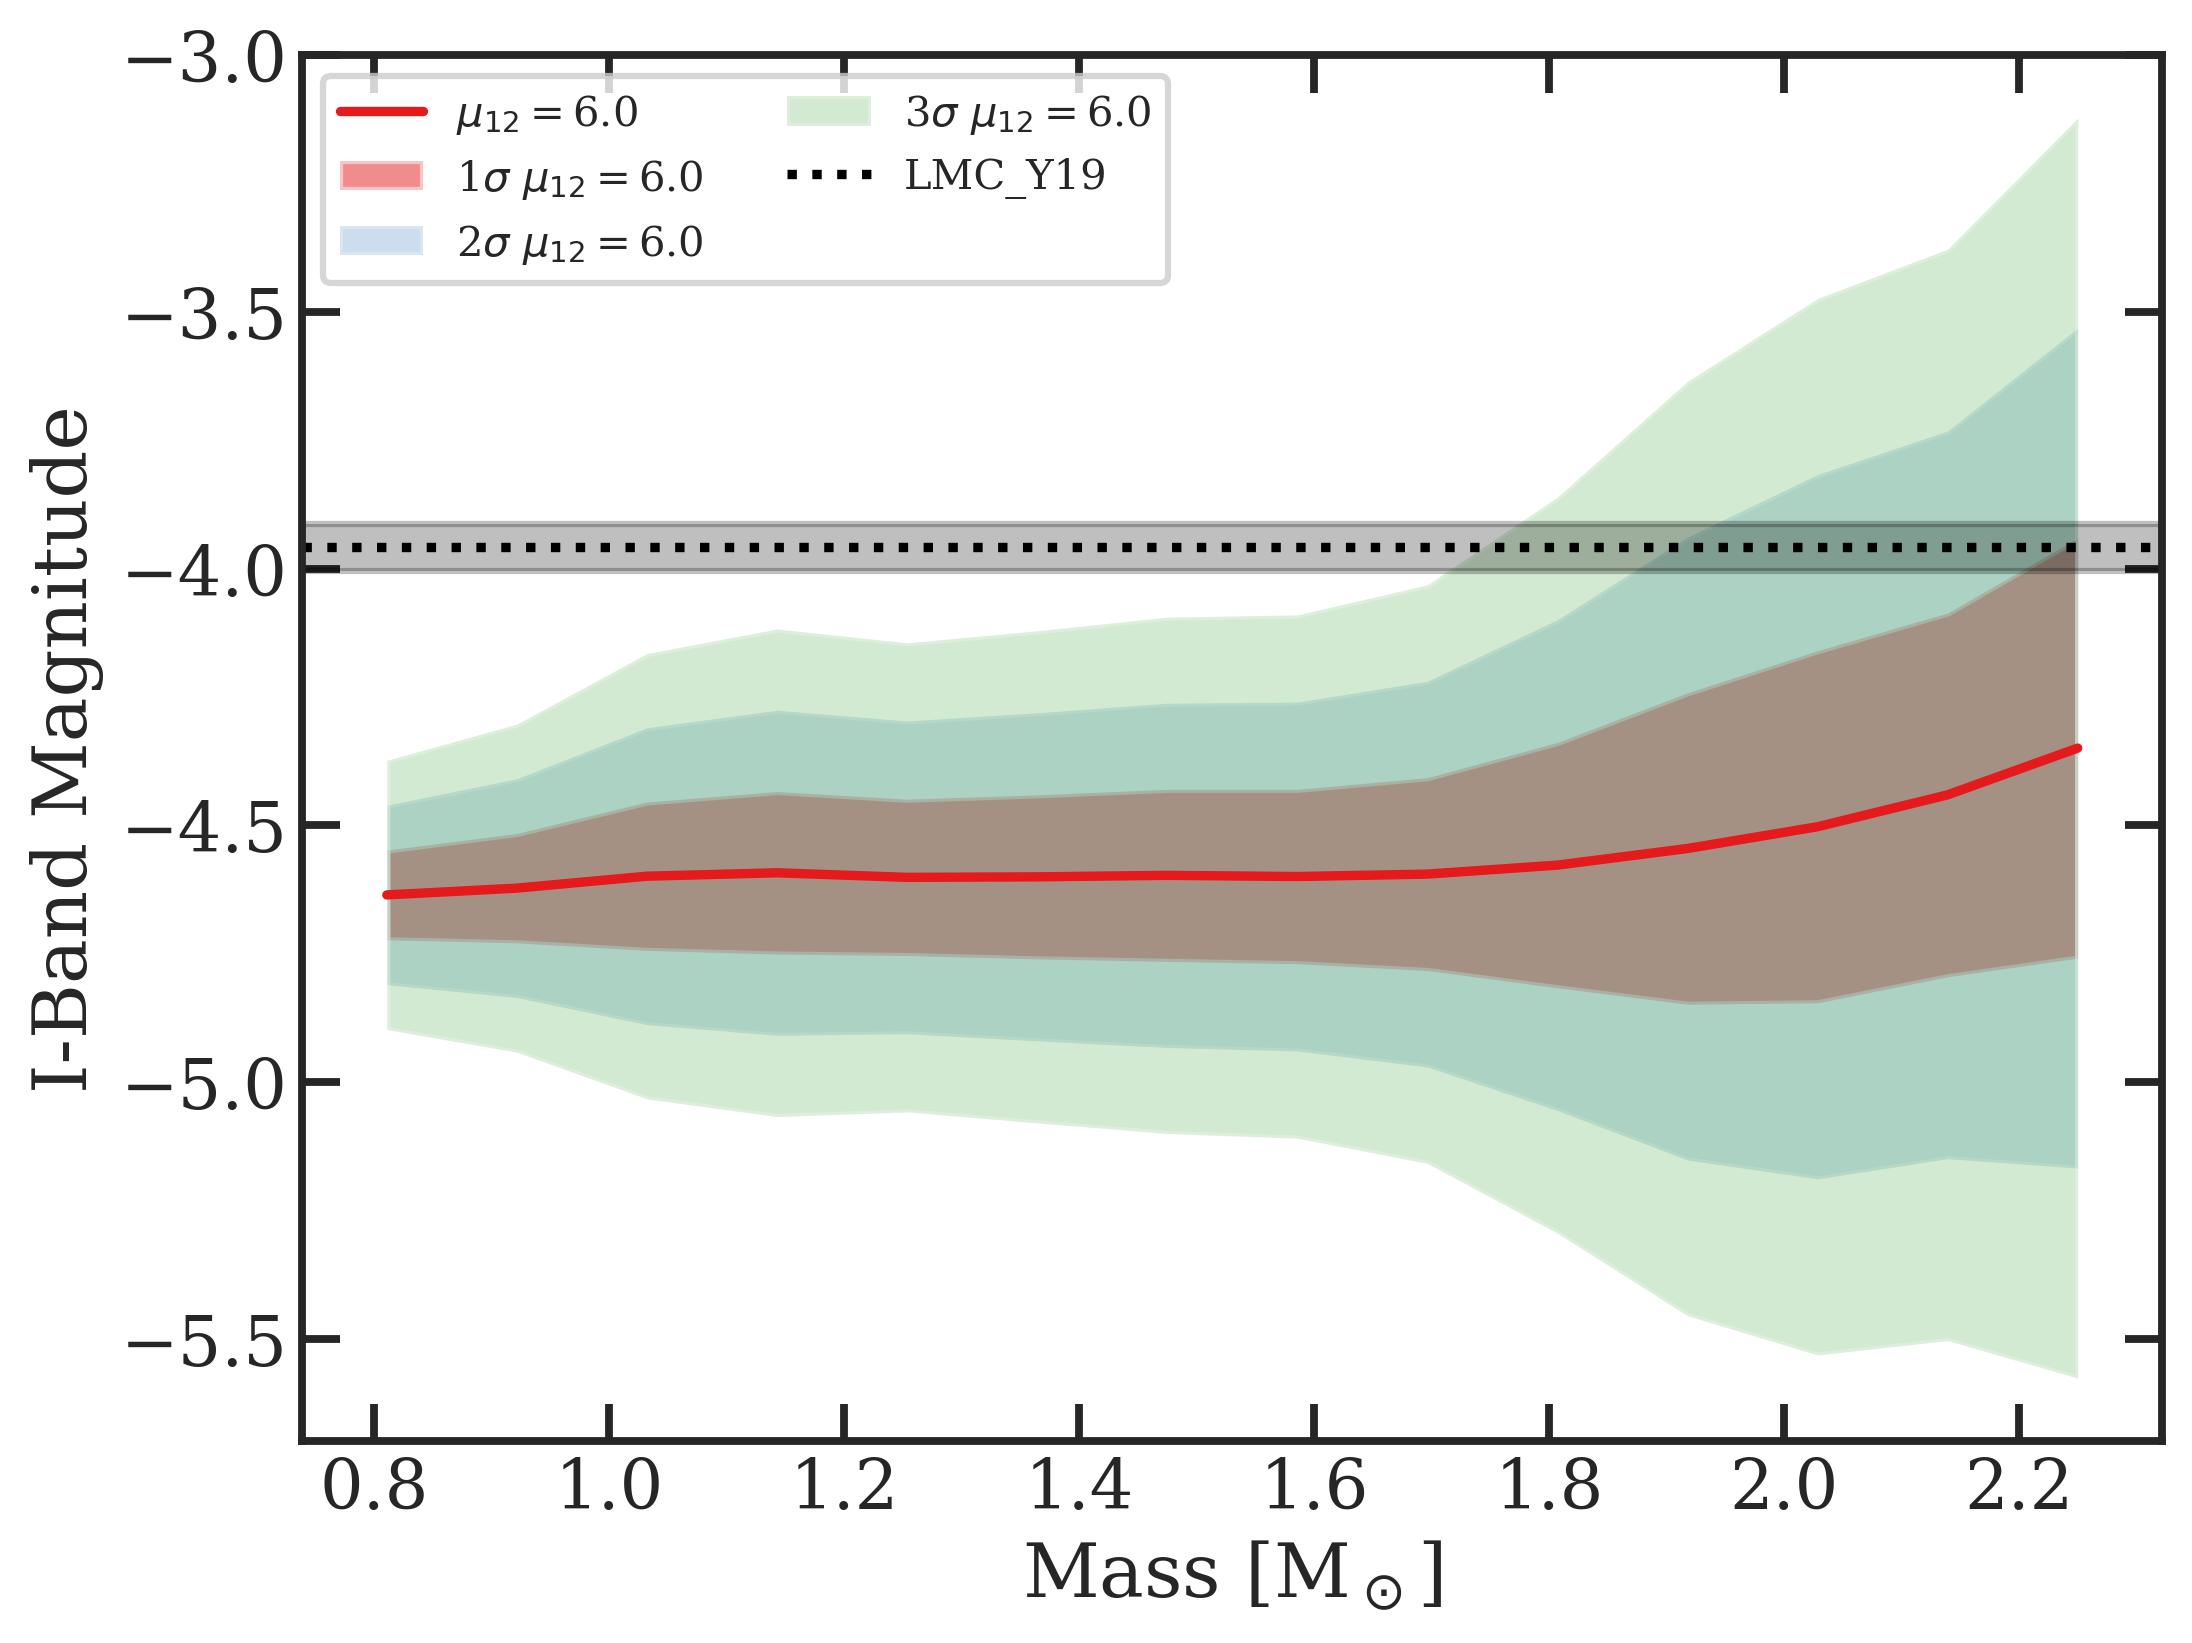 −3.0
−3.5
−4.0
−4.5
−5.0
−5.5
I-Band Magnitude
μ₁₂ = 6.0
1σ μ₁₂ = 6.0
2σ μ₁₂ = 6.0
3σ μ₁₂ = 6.0
LMC_Y19
0.8 1.0 1.2 1.4 1.6 1.8 2.0 2.2
Mass [M⊙]